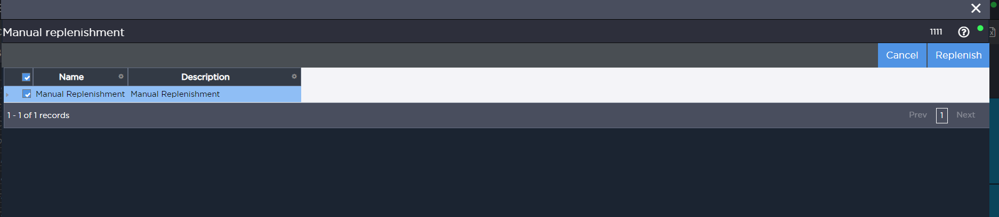 Manual replenishment
1111
Cancel Replenish
Name Description
Manual Replenishment Manual Replenishment
1 - 1 of 1 records
Prev 1 Next